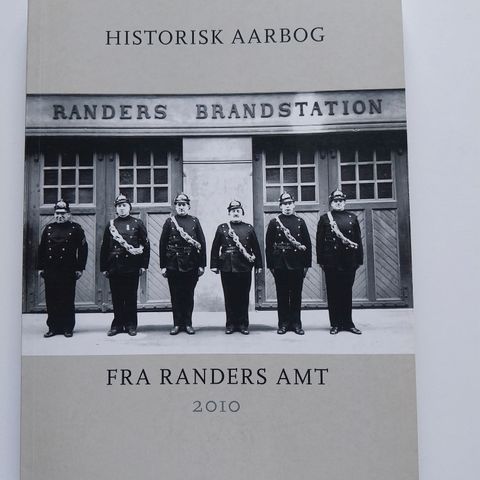 HISTORISK AARBOG
RANDERS BRANDSTATION
FRA RANDERS AMT
2010